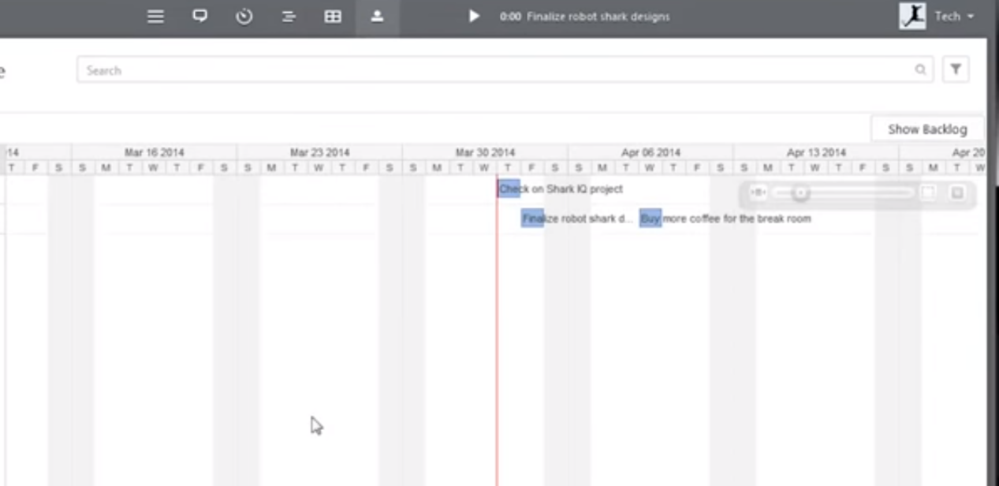 0:00 Finalize robot shark designs
Tech
e
Search
Show Backlog
14 Mar 16 2014 Mar 23 2014 Mar 30 2014 Apr 06 2014 Apr 13 2014 Apr 20
T F S S M T W T F S S M T W T F S S M T W T F S S M T W T F S S M T W T F S S M T W
Check on Shark IQ project
Finalize robot shark d... Buy more coffee for the break room